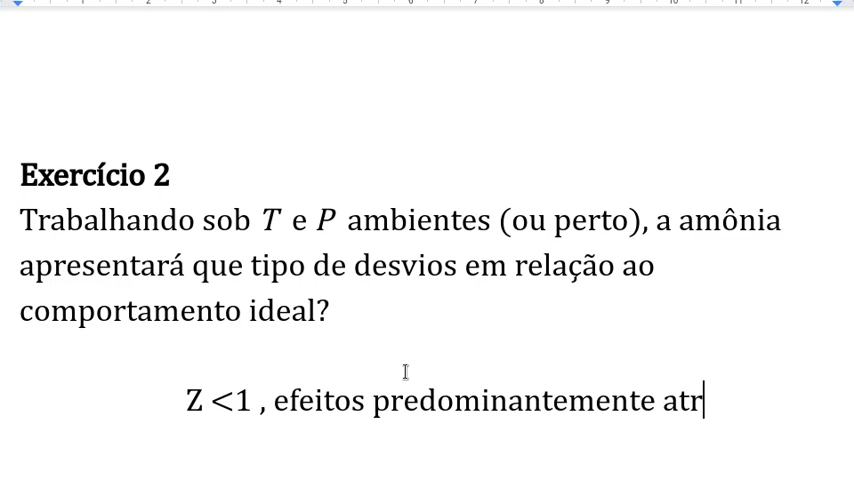 Exercício 2
Trabalhando sob T e P ambientes (ou perto), a amônia
apresentará que tipo de desvios em relação ao
comportamento ideal?
Z <1 , efeitos predominantemente atr